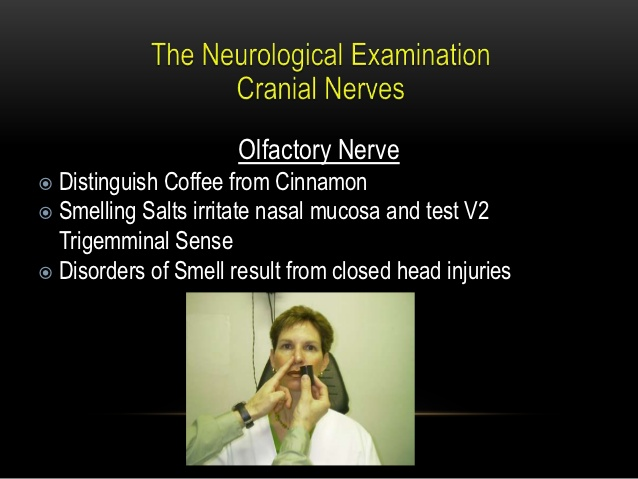 The Neurological Examination
Cranial Nerves
Olfactory Nerve
Distinguish Coffee from Cinnamon
Smelling Salts irritate nasal mucosa and test V2
Trigemminal Sense
Disorders of Smell result from closed head injuries